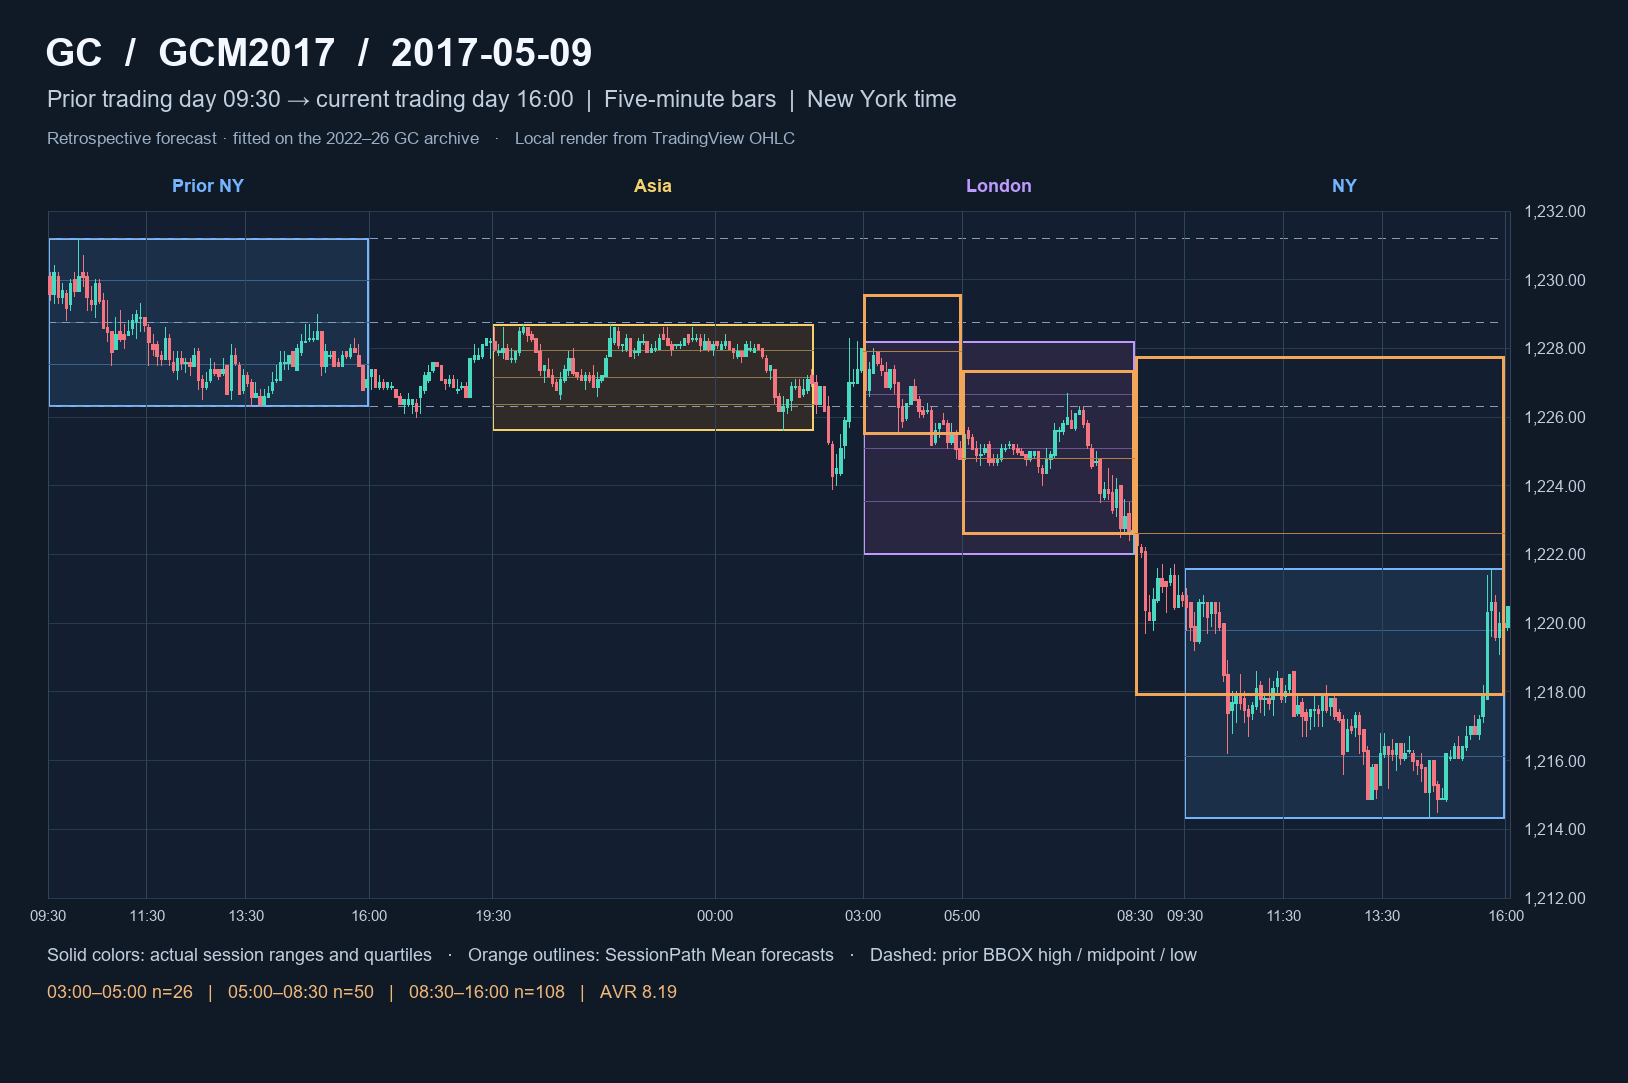 GC / GCM2017 / 2017-05-09
Prior trading day 09:30 → current trading day 16:00 | Five-minute bars | New York time
Retrospective forecast · fitted on the 2022–26 GC archive · Local render from TradingView OHLC
Prior NY Asia London NY
1,232.00
1,230.00
1,228.00
1,226.00
1,224.00
1,222.00
1,220.00
1,218.00
1,216.00
1,214.00
1,212.00
09:30 11:30 13:30 16:00 19:30 00:00 03:00 05:00 08:30 09:30 11:30 13:30 16:00
Solid colors: actual session ranges and quartiles · Orange outlines: SessionPath Mean forecasts · Dashed: prior BBOX high / midpoint / low
03:00–05:00 n=26 | 05:00–08:30 n=50 | 08:30–16:00 n=108 | AVR 8.19